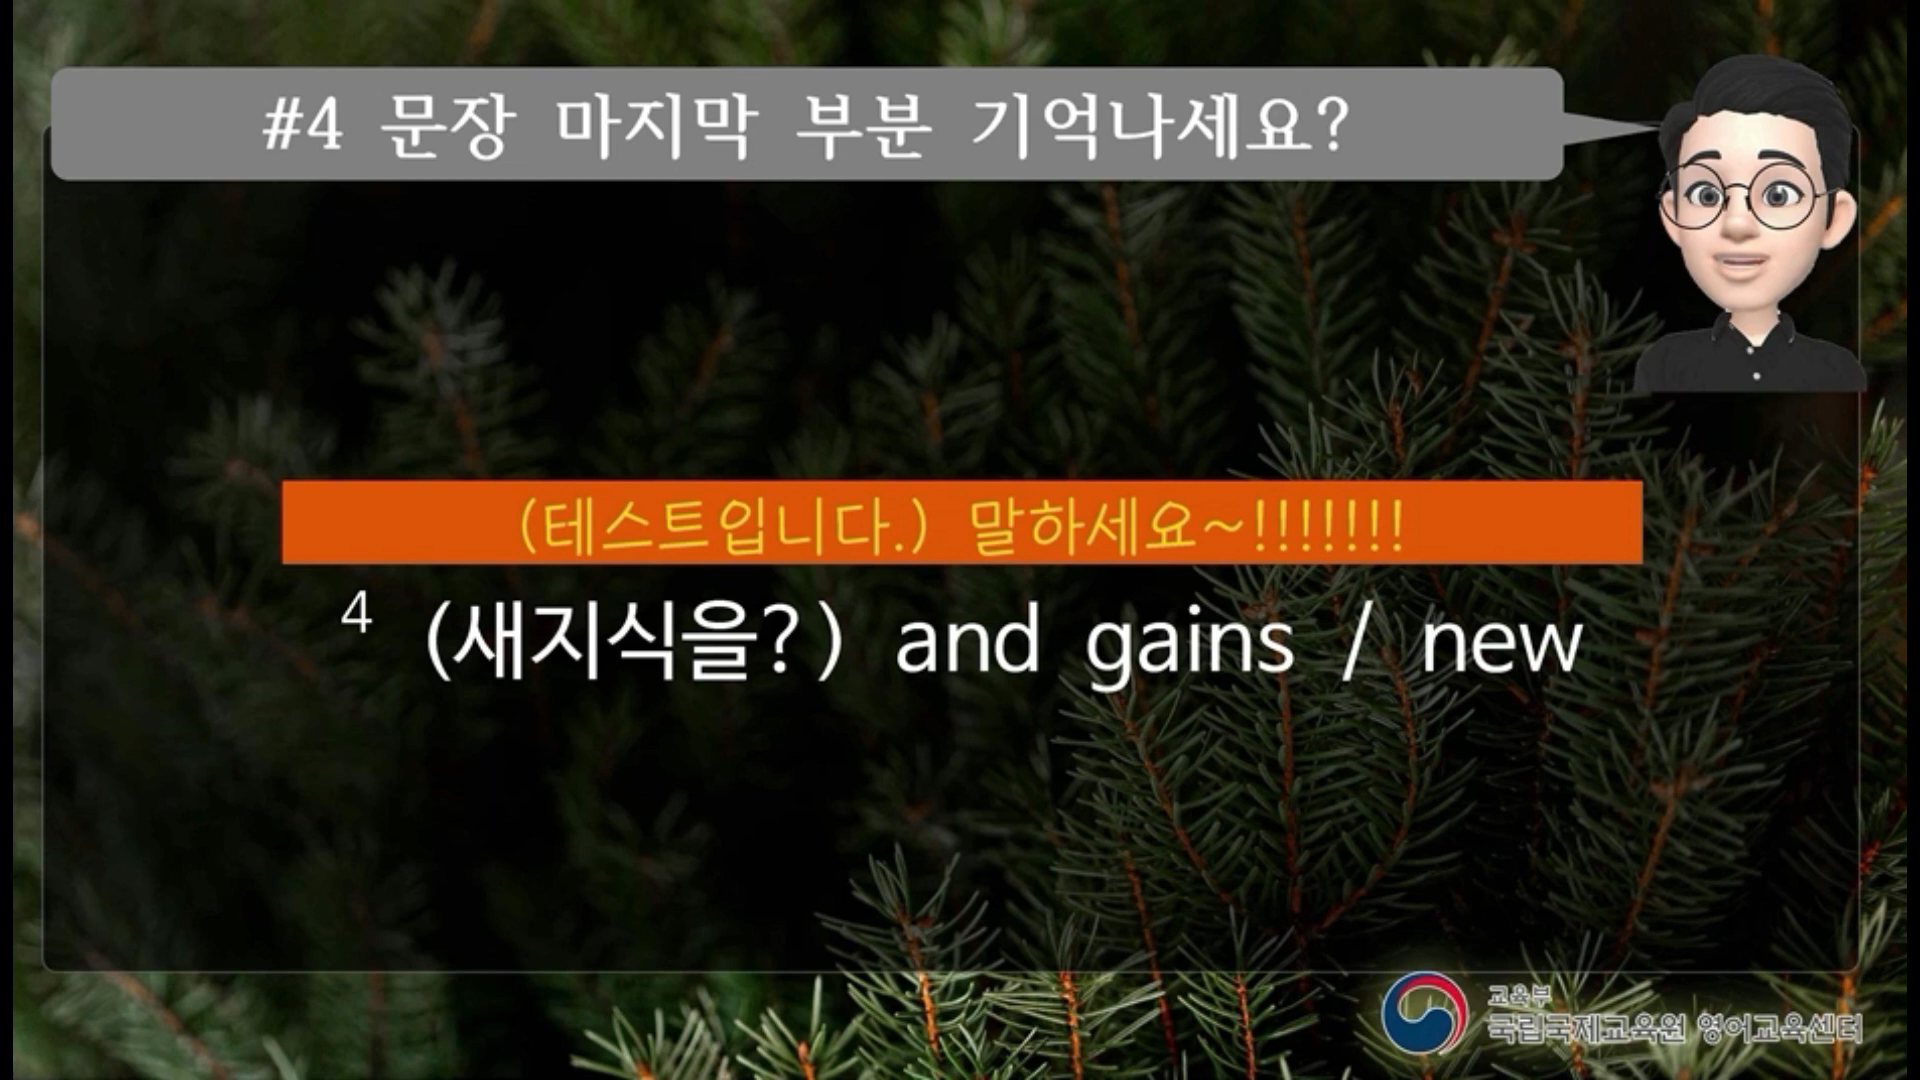 #4 문장 마지막 부분 기억나세요?
(테스트입니다.) 말하세요~!!!!!!!
4 (새지식을?) and gains / new
교육부
국립국제교육원 영어교육센터